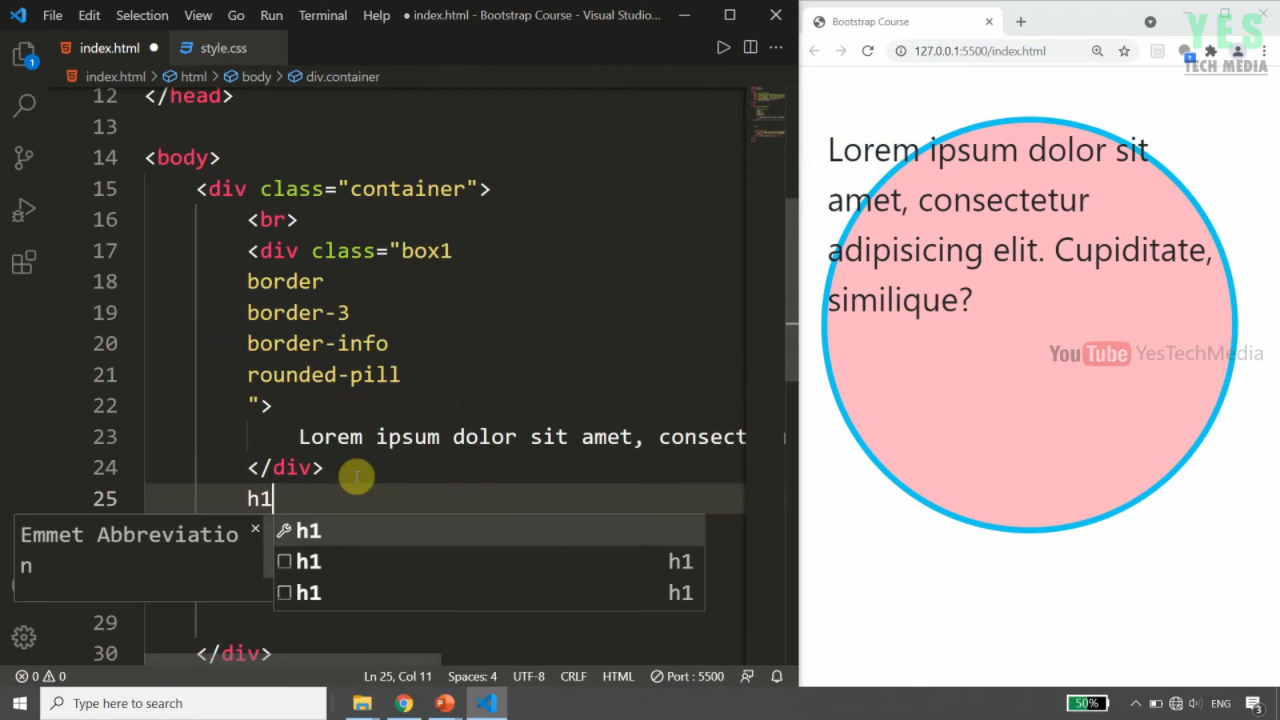 File Edit Selection View Go Run Terminal Help ● index.html - Bootstrap Course - Visual Studio...
index.html ● style.css
index.html > html > body > div.container
12 </head>
13
14 <body>
15 <div class="container">
16 <br>
17 <div class="box1
18 border
19 border-3
20 border-info
21 rounded-pill
22 ">
23 Lorem ipsum dolor sit amet, consect
24 </div>
25 h1
Emmet Abbreviatio
n
h1
h1 h1
h1 h1
29
30 </div>
1
0 0 Ln 25, Col 11 Spaces: 4 UTF-8 CRLF HTML Port : 5500
Bootstrap Course
127.0.0.1:5500/index.html
YES
TECH MEDIA
Lorem ipsum dolor sit
amet, consectetur
adipisicing elit. Cupiditate,
similique?
YouTube YesTechMedia
Type here to search
50% ENG 3